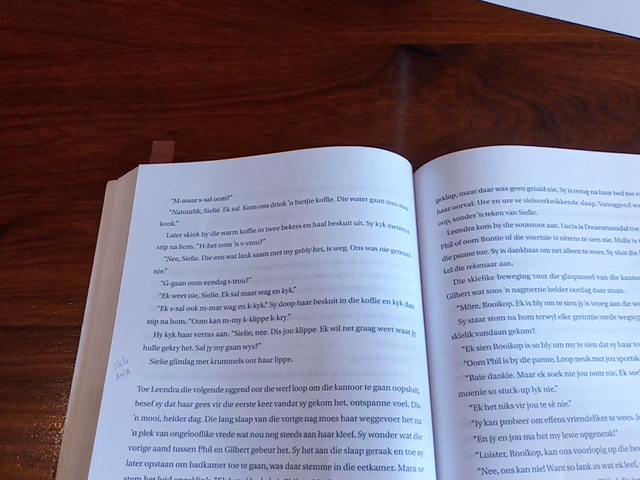 "M-maar s-sal oom?"
"Natuurlik, Sielie. Ek sal. Kom ons drink 'n bietjie koffie. Die water gaan nou-nou
kook."
Later skink hy die warm koffie in twee bekers en haal beskuit uit. Sy kyk meteens
stip na hom. "H-het oom 'n v-vrou?"
"Nee, Sielie. Die een wat lank saam met my gebly het, is weg. Ons was nie getroud
nie."
"G-gaan oom eendag t-trou?"
"Ek weet nie, Sielie. Ek sal maar wag en kyk."
"Ek s-sal ook m-mar wag en k-kyk." Sy doop haar beskuit in die koffie en kyk dan
stip na hom. "Oom kan m-my k-klippe k-kry."
Hy kyk haar verras aan. "Sielie, nee. Dis jou klippe. Ek wil net graag weet waar jy
hulle gekry het. Sal jy my gaan wys?"
Sielie glimlag met krummels oor haar lippe.
Toe Leendra die volgende oggend oor die werf loop om die kantoor te gaan oopsluit,
besef sy dat haar gees vir die eerste keer vandat sy gekom het, ontspanne voel. Dis
'n mooi, helder dag. Die lang slaap van die vorige nag moes haar weggevoer het na
'n plek van ongelooflike vrede wat nou nog steeds aan haar kleef. Sy wonder wat die
vorige aand tussen Phil en Gilbert gebeur het. Sy het aan die slaap geraak en toe sy
later opstaan om badkamer toe te gaan, was daar stemme in die eetkamer. Mara se
geklop, maar daar was geen geluid nie. Sy is terug na haar bed toe e
haar oorval. Ure en ure se sielsverkwikkende slaap. Vanoggend wa
oop, sonder 'n teken van Sielie.
Leendra kom by die sootstoor aan. Lucia is Dwarsmansdal toe
Phil of oom Bontie of die voertuie is nêrens te sien nie. Hulle is
die panne toe. Sy is dankbaar om net alleen te wees. Sy sluit die
kel die rekenaar aan.
Die skielike beweging voor die glaspaneel van die kantoor
Gilbert wat soos 'n nagmerrie helder oordag daar staan.
"Môre, Rooikop. Ek is bly om te sien jy is vroeg aan die we
Sy staar stom na hom terwyl elke greintjie vrede wegsyp
skielik vandaan gekom?
"Ek sien Rooikop is so bly om my te sien dat sy haar to
"Oom Phil is by die panne. Loop neuk met jou sportska
"Baie dankie. Maar ek soek nie jou oom nie. Ek soek
moenie so stuck-up lyk nie."
"Ek het niks vir jou te sê nie."
"Jy kan probeer om effens vriendeliker te wees. Je
"En jy en jou ma het my lewe opgeneuk!"
"Luister, Rooikop, kan ons voorlopig op die hee
"Nee, ons kan nie! Want so lank as wat ek leef,